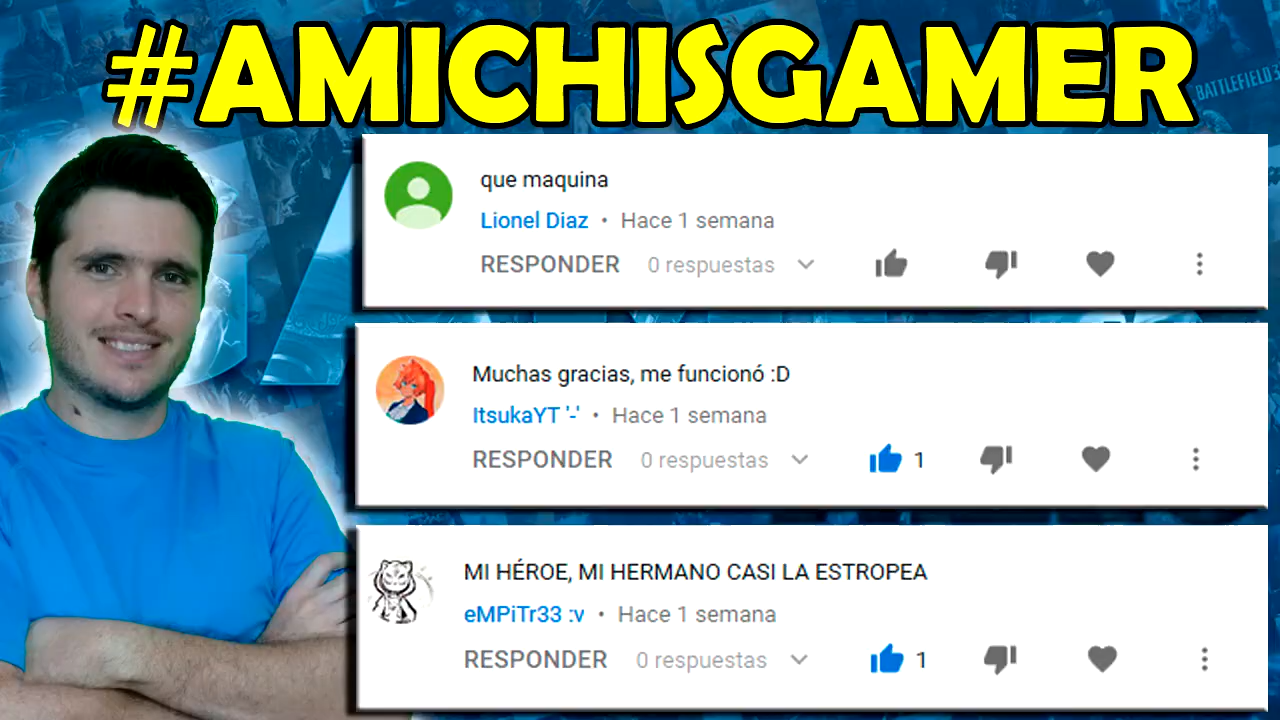 #AMICHISGAMER
BATTLEFIELD 3
que maquina
Lionel Diaz • Hace 1 semana
RESPONDER 0 respuestas
Muchas gracias, me funcionó :D
ItsukaYT '-' • Hace 1 semana
RESPONDER 0 respuestas 1
MI HÉROE, MI HERMANO CASI LA ESTROPEA
eMPiTr33 :v • Hace 1 semana
RESPONDER 0 respuestas 1